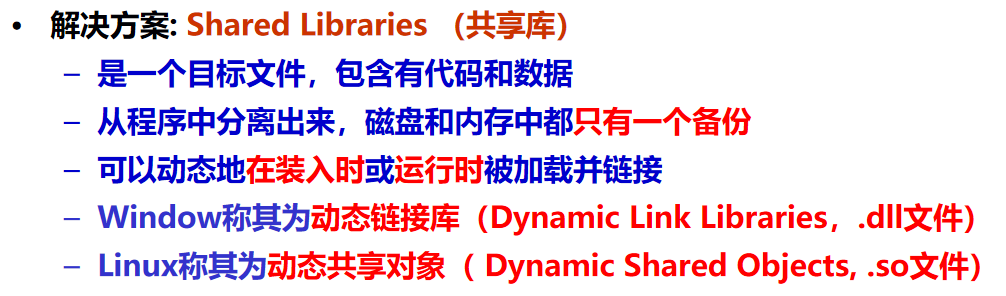 • 解决方案: Shared Libraries （共享库）
– 是一个目标文件，包含有代码和数据
– 从程序中分离出来，磁盘和内存中都只有一个备份
– 可以动态地在装入时或运行时被加载并链接
– Window称其为动态链接库（Dynamic Link Libraries，.dll文件）
– Linux称其为动态共享对象（ Dynamic Shared Objects, .so文件）